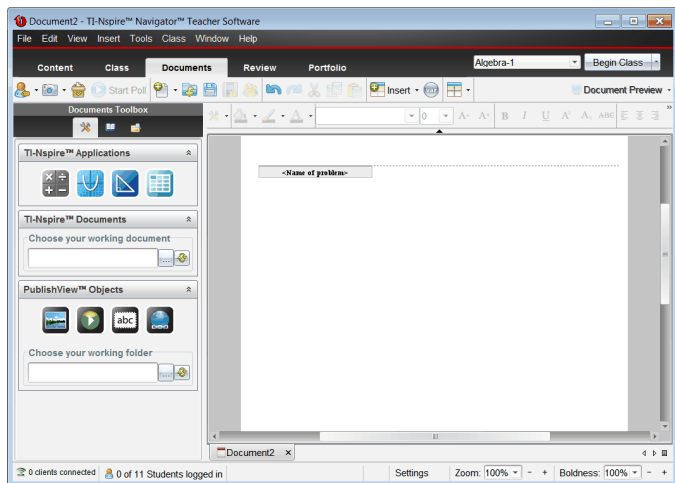 Document2 - TI-Nspire™ Navigator™ Teacher Software
File Edit View Insert Tools Class Window Help
Content Class Documents Review Portfolio Algebra-1 Begin Class
Start Poll Insert Document Preview
Documents Toolbox
0 A A B I U A A ABC
TI-Nspire™ Applications
<Name of problem>
TI-Nspire™ Documents
Choose your working document
...
PublishView™ Objects
abc
Choose your working folder
...
Document2 x
0 clients connected 0 of 11 Students logged in Settings Zoom: 100% - + Boldness: 100% - +